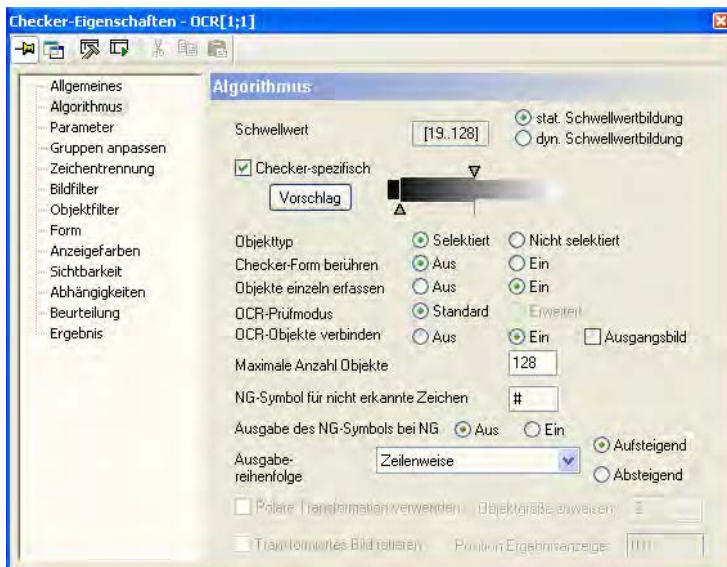 Checker-Eigenschaften - OCR[1;1]
Allgemeines
Algorithmus
Parameter
Gruppen anpassen
Zeichentrennung
Bildfilter
Objektfilter
Form
Anzeigefarben
Sichtbarkeit
Abhängigkeiten
Beurteilung
Ergebnis
Algorithmus
Schwellwert [19..128] stat. Schwellwertbildung
dyn. Schwellwertbildung
Checker-spezifisch
Vorschlag
Objekttyp Selektiert Nicht selektiert
Checker-Form berühren Aus Ein
Objekte einzeln erfassen Aus Ein
OCR-Prüfmodus Standard Erweitert
OCR-Objekte verbinden Aus Ein Ausgangsbild
Maximale Anzahl Objekte 128
NG-Symbol für nicht erkannte Zeichen #
Ausgabe des NG-Symbols bei NG Aus Ein
Aufsteigend
Ausgabe-
reihenfolge Zeilenweise
Absteigend
Polare Transformation verwenden Objektgröße zuweisen:
Transformiertes Bild rotieren Position Ergebnisanzeige: